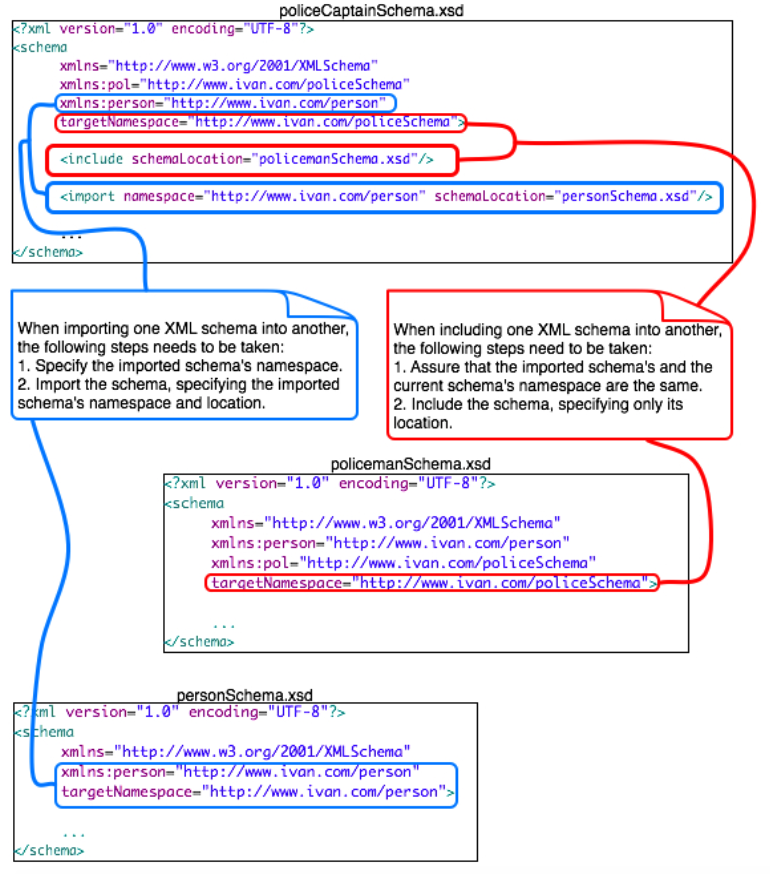 policeCaptainSchema.xsd
<?xml version="1.0" encoding="UTF-8"?>
<schema
xmlns="http://www.w3.org/2001/XMLSchema"
xmlns:pol="http://www.ivan.com/policeSchema"
xmlns:person="http://www.ivan.com/person"
targetNamespace="http://www.ivan.com/policeSchema">
<include schemaLocation="policemanSchema.xsd"/>
<import namespace="http://www.ivan.com/person" schemaLocation="personSchema.xsd"/>
...
</schema>
When importing one XML schema into another,
the following steps needs to be taken:
1. Specify the imported schema's namespace.
2. Import the schema, specifying the imported
schema's namespace and location.
When including one XML schema into another,
the following steps need to be taken:
1. Assure that the imported schema's and the
current schema's namespace are the same.
2. Include the schema, specifying only its
location.
policemanSchema.xsd
<?xml version="1.0" encoding="UTF-8"?>
<schema
xmlns="http://www.w3.org/2001/XMLSchema"
xmlns:person="http://www.ivan.com/person"
xmlns:pol="http://www.ivan.com/policeSchema"
targetNamespace="http://www.ivan.com/policeSchema">
...
</schema>
personSchema.xsd
<?xml version="1.0" encoding="UTF-8"?>
<schema
xmlns="http://www.w3.org/2001/XMLSchema"
xmlns:person="http://www.ivan.com/person"
targetNamespace="http://www.ivan.com/person">
...
</schema>